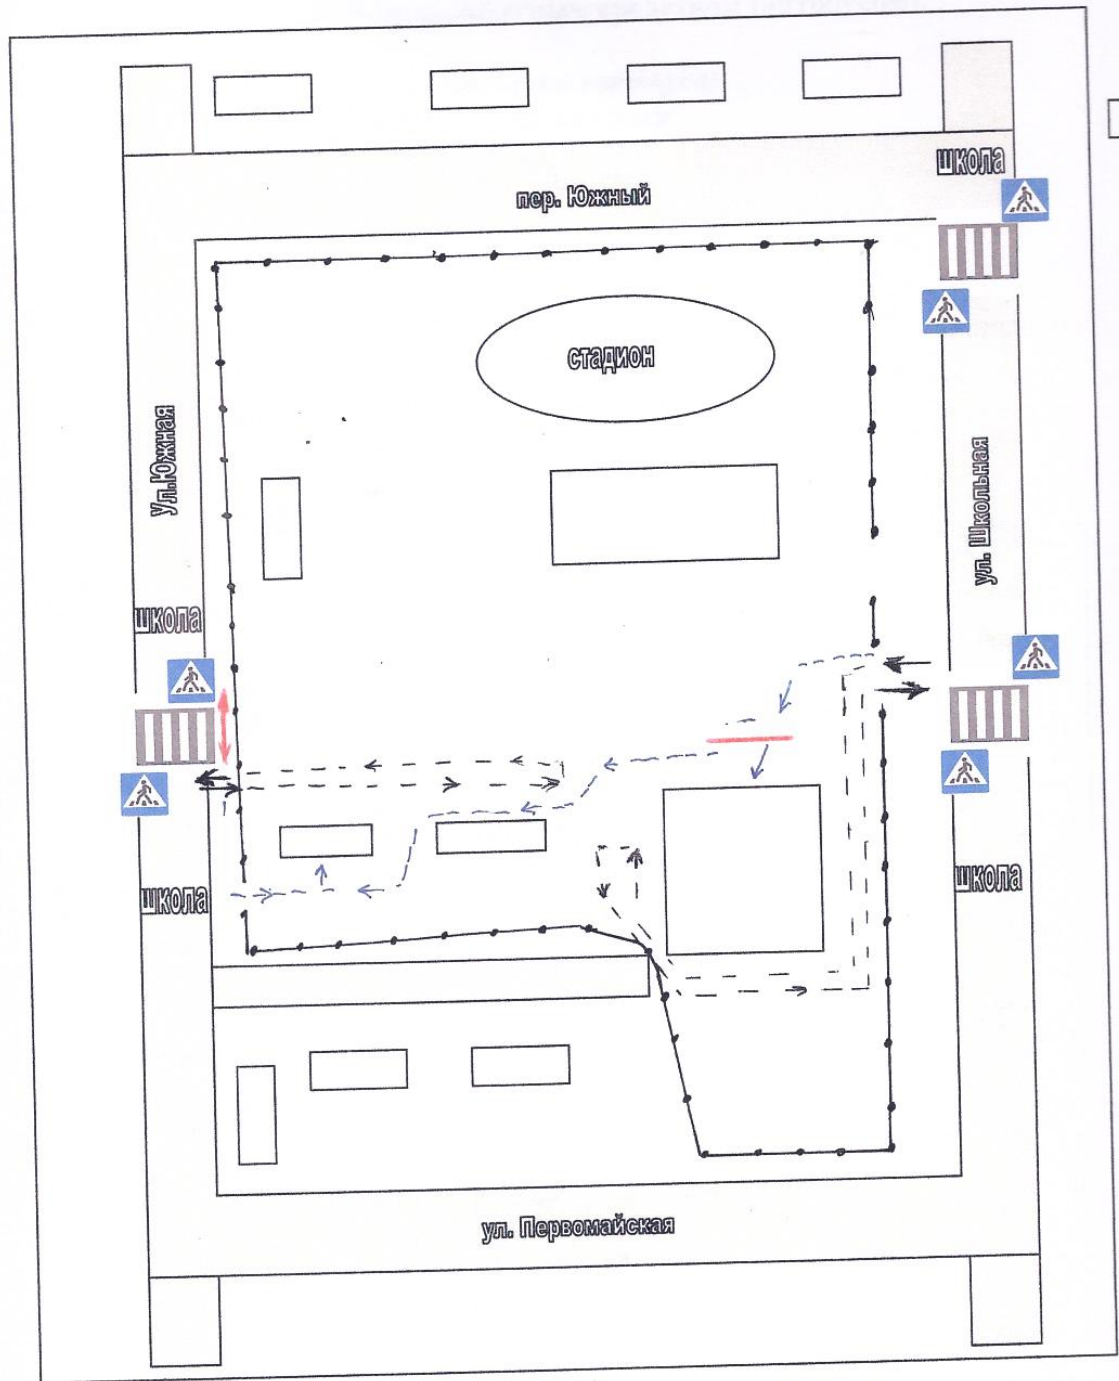 школа
пер. Южный
стадион
Ул.Южная
ул. Школьная
школа
школа
школа
ул. Первомайская